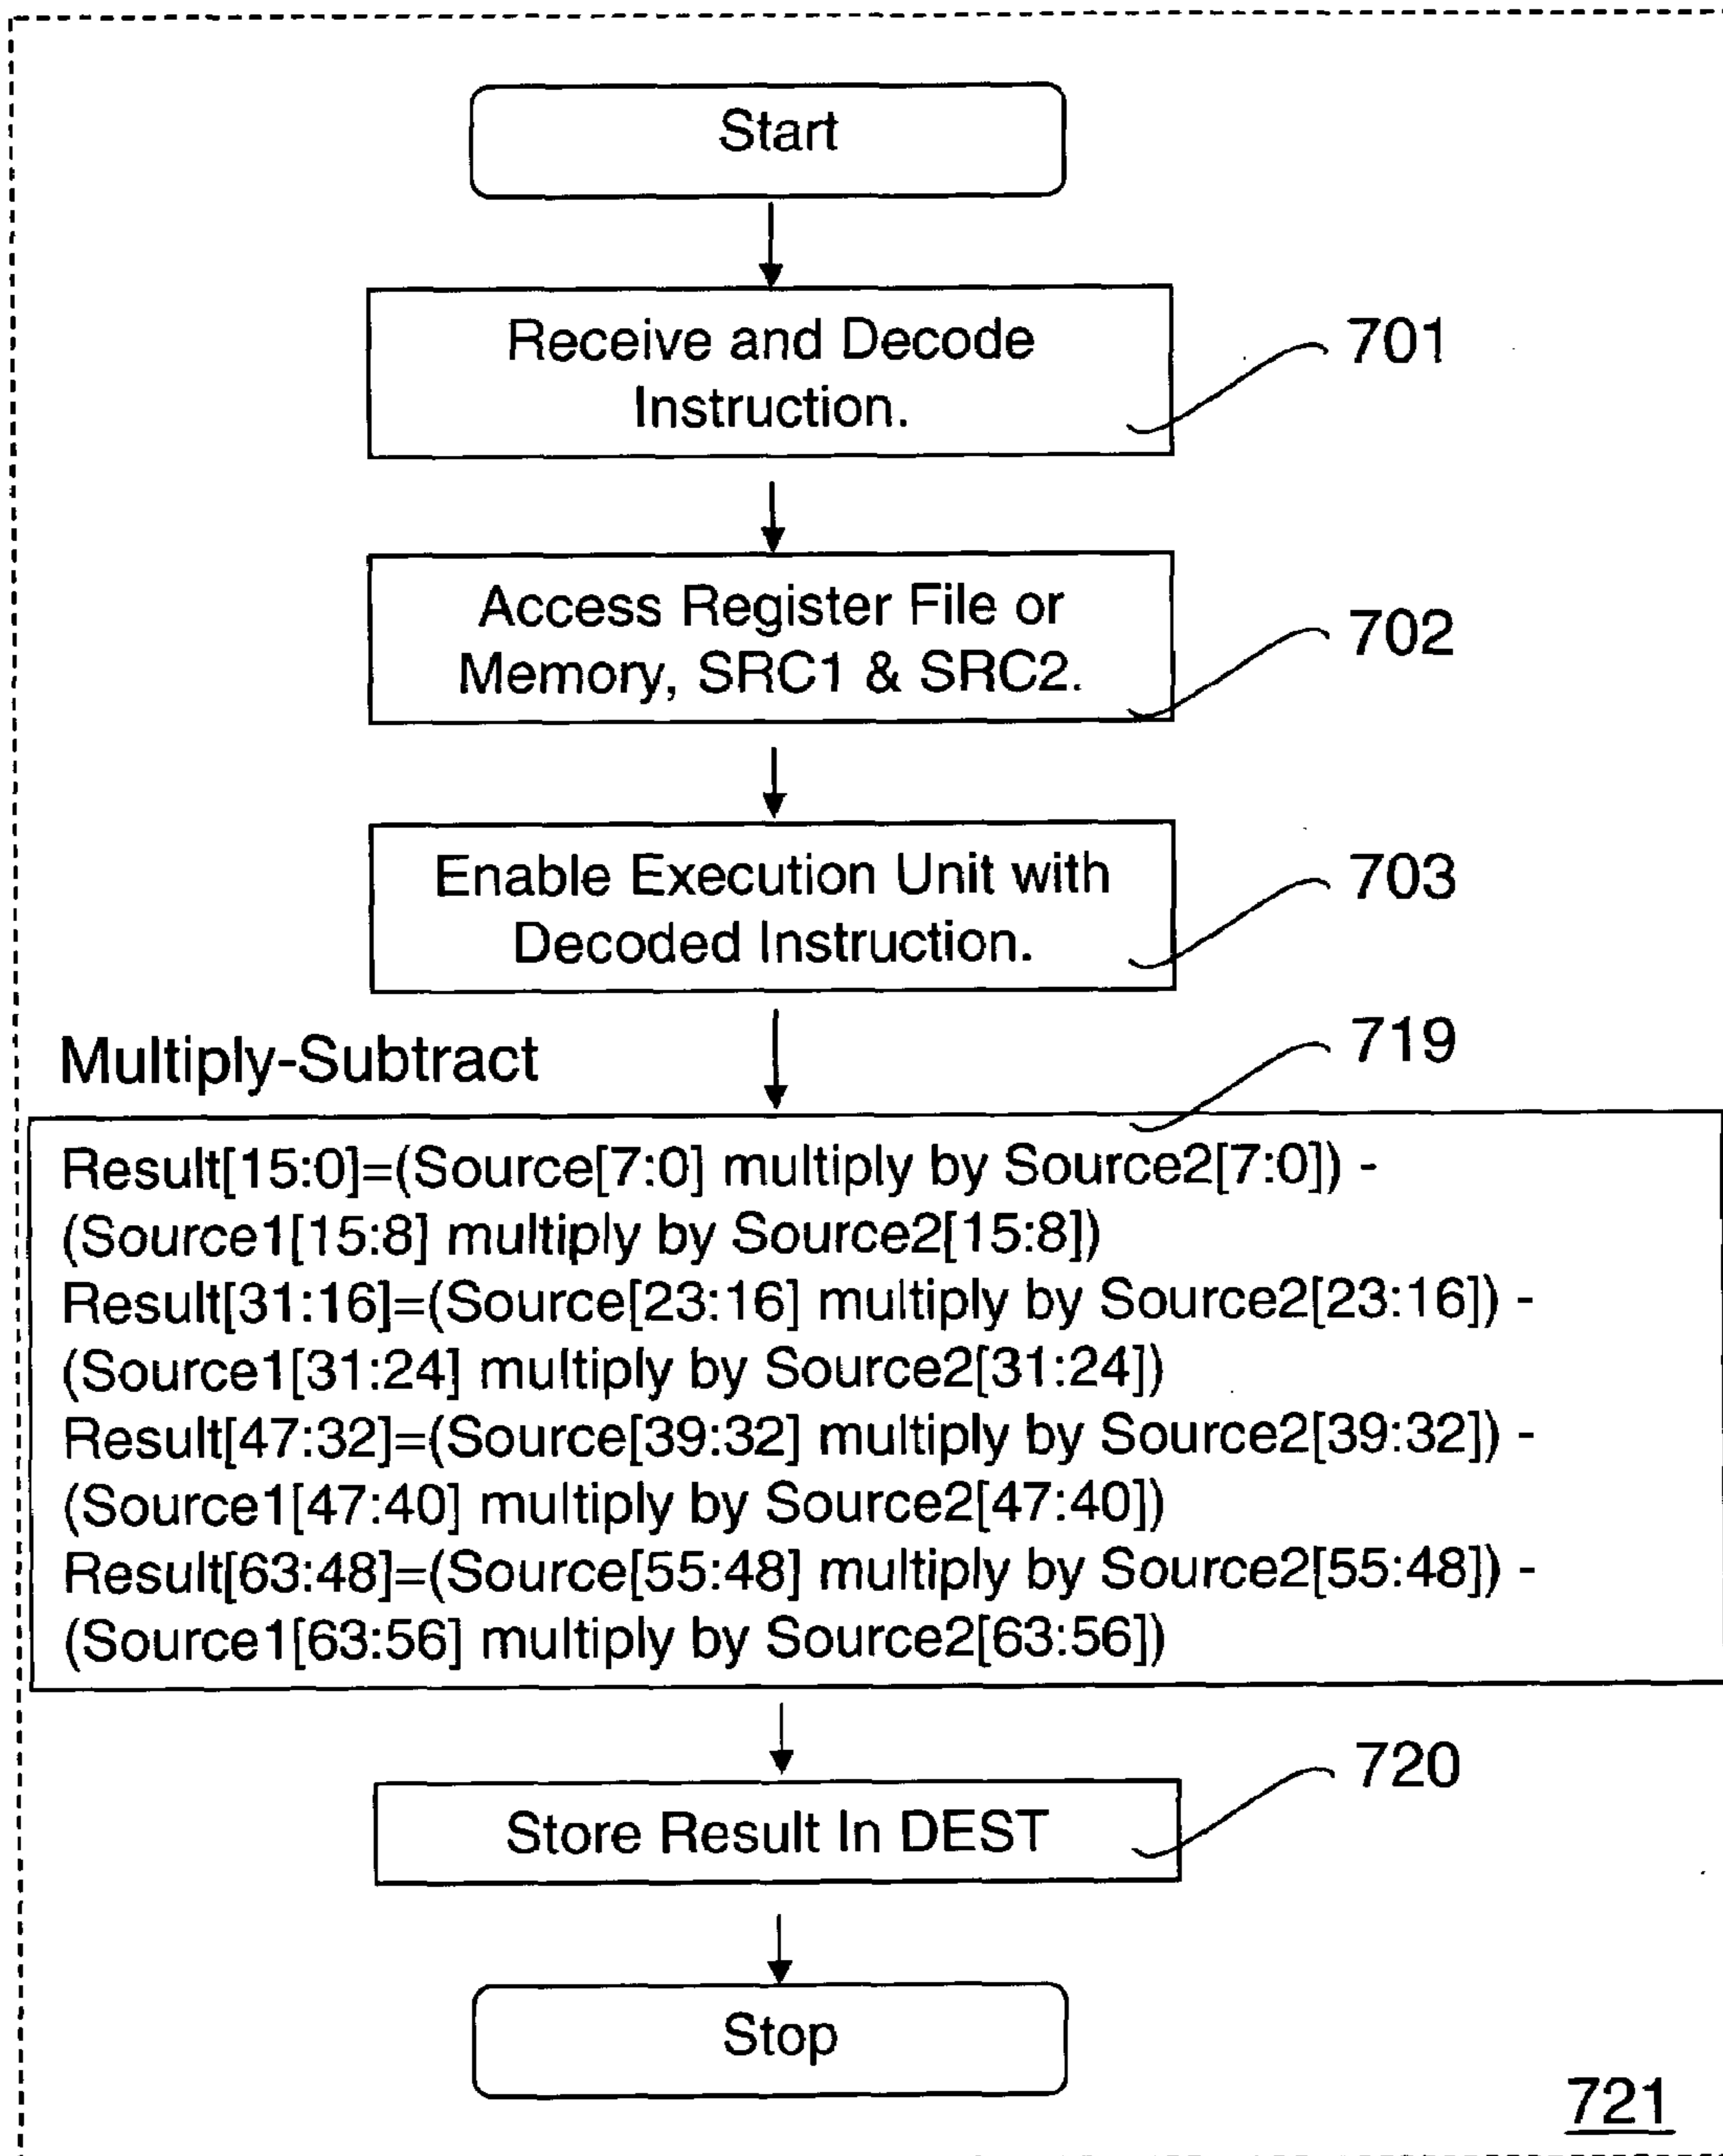 Start
Receive and Decode
Instruction.
701
Access Register File or
Memory, SRC1 & SRC2.
702
Enable Execution Unit with
Decoded Instruction.
703
Multiply-Subtract
719
Result[15:0]=(Source[7:0] multiply by Source2[7:0]) -
(Source1[15:8] multiply by Source2[15:8])
Result[31:16]=(Source[23:16] multiply by Source2[23:16]) -
(Source1[31:24] multiply by Source2[31:24])
Result[47:32]=(Source[39:32] multiply by Source2[39:32]) -
(Source1[47:40] multiply by Source2[47:40])
Result[63:48]=(Source[55:48] multiply by Source2[55:48]) -
(Source1[63:56] multiply by Source2[63:56])
Store Result In DEST
720
Stop
721